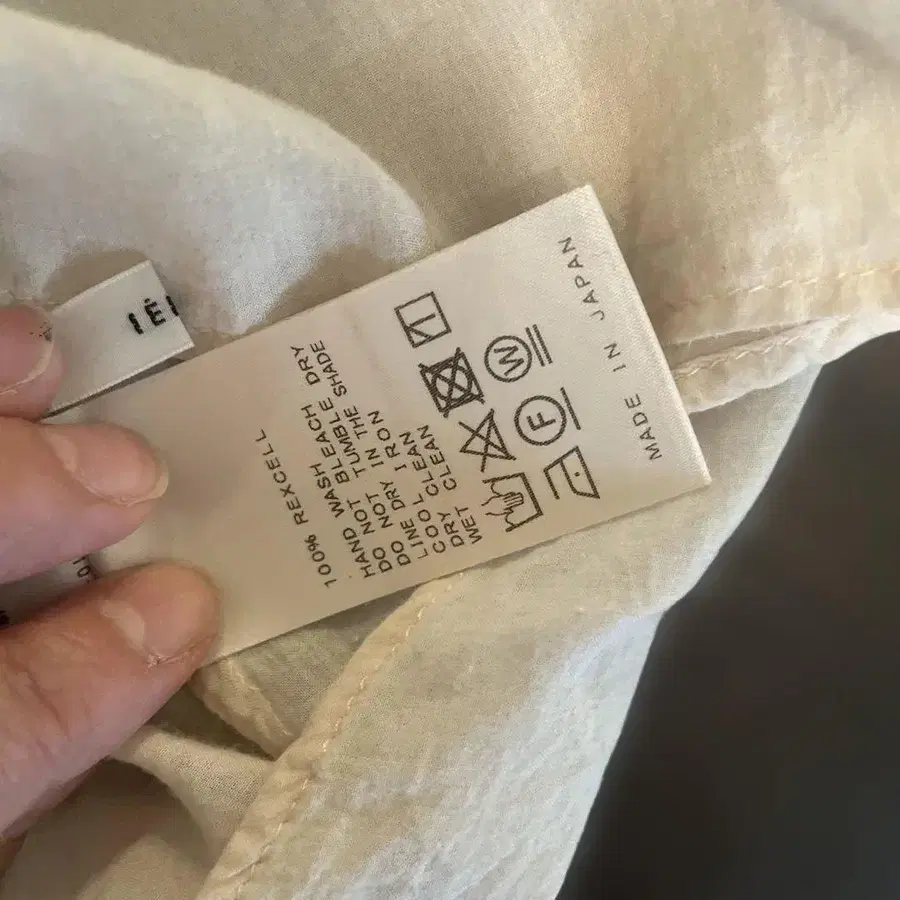 IÉI
100% REXCELL
HAND WASH
DO NOT BLEACH
DO NOT TUMBLE DRY
LINE DRY IN THE SHADE
COOL IRON
DRY CLEAN
WET CLEAN
F
W
MADE IN JAPAN